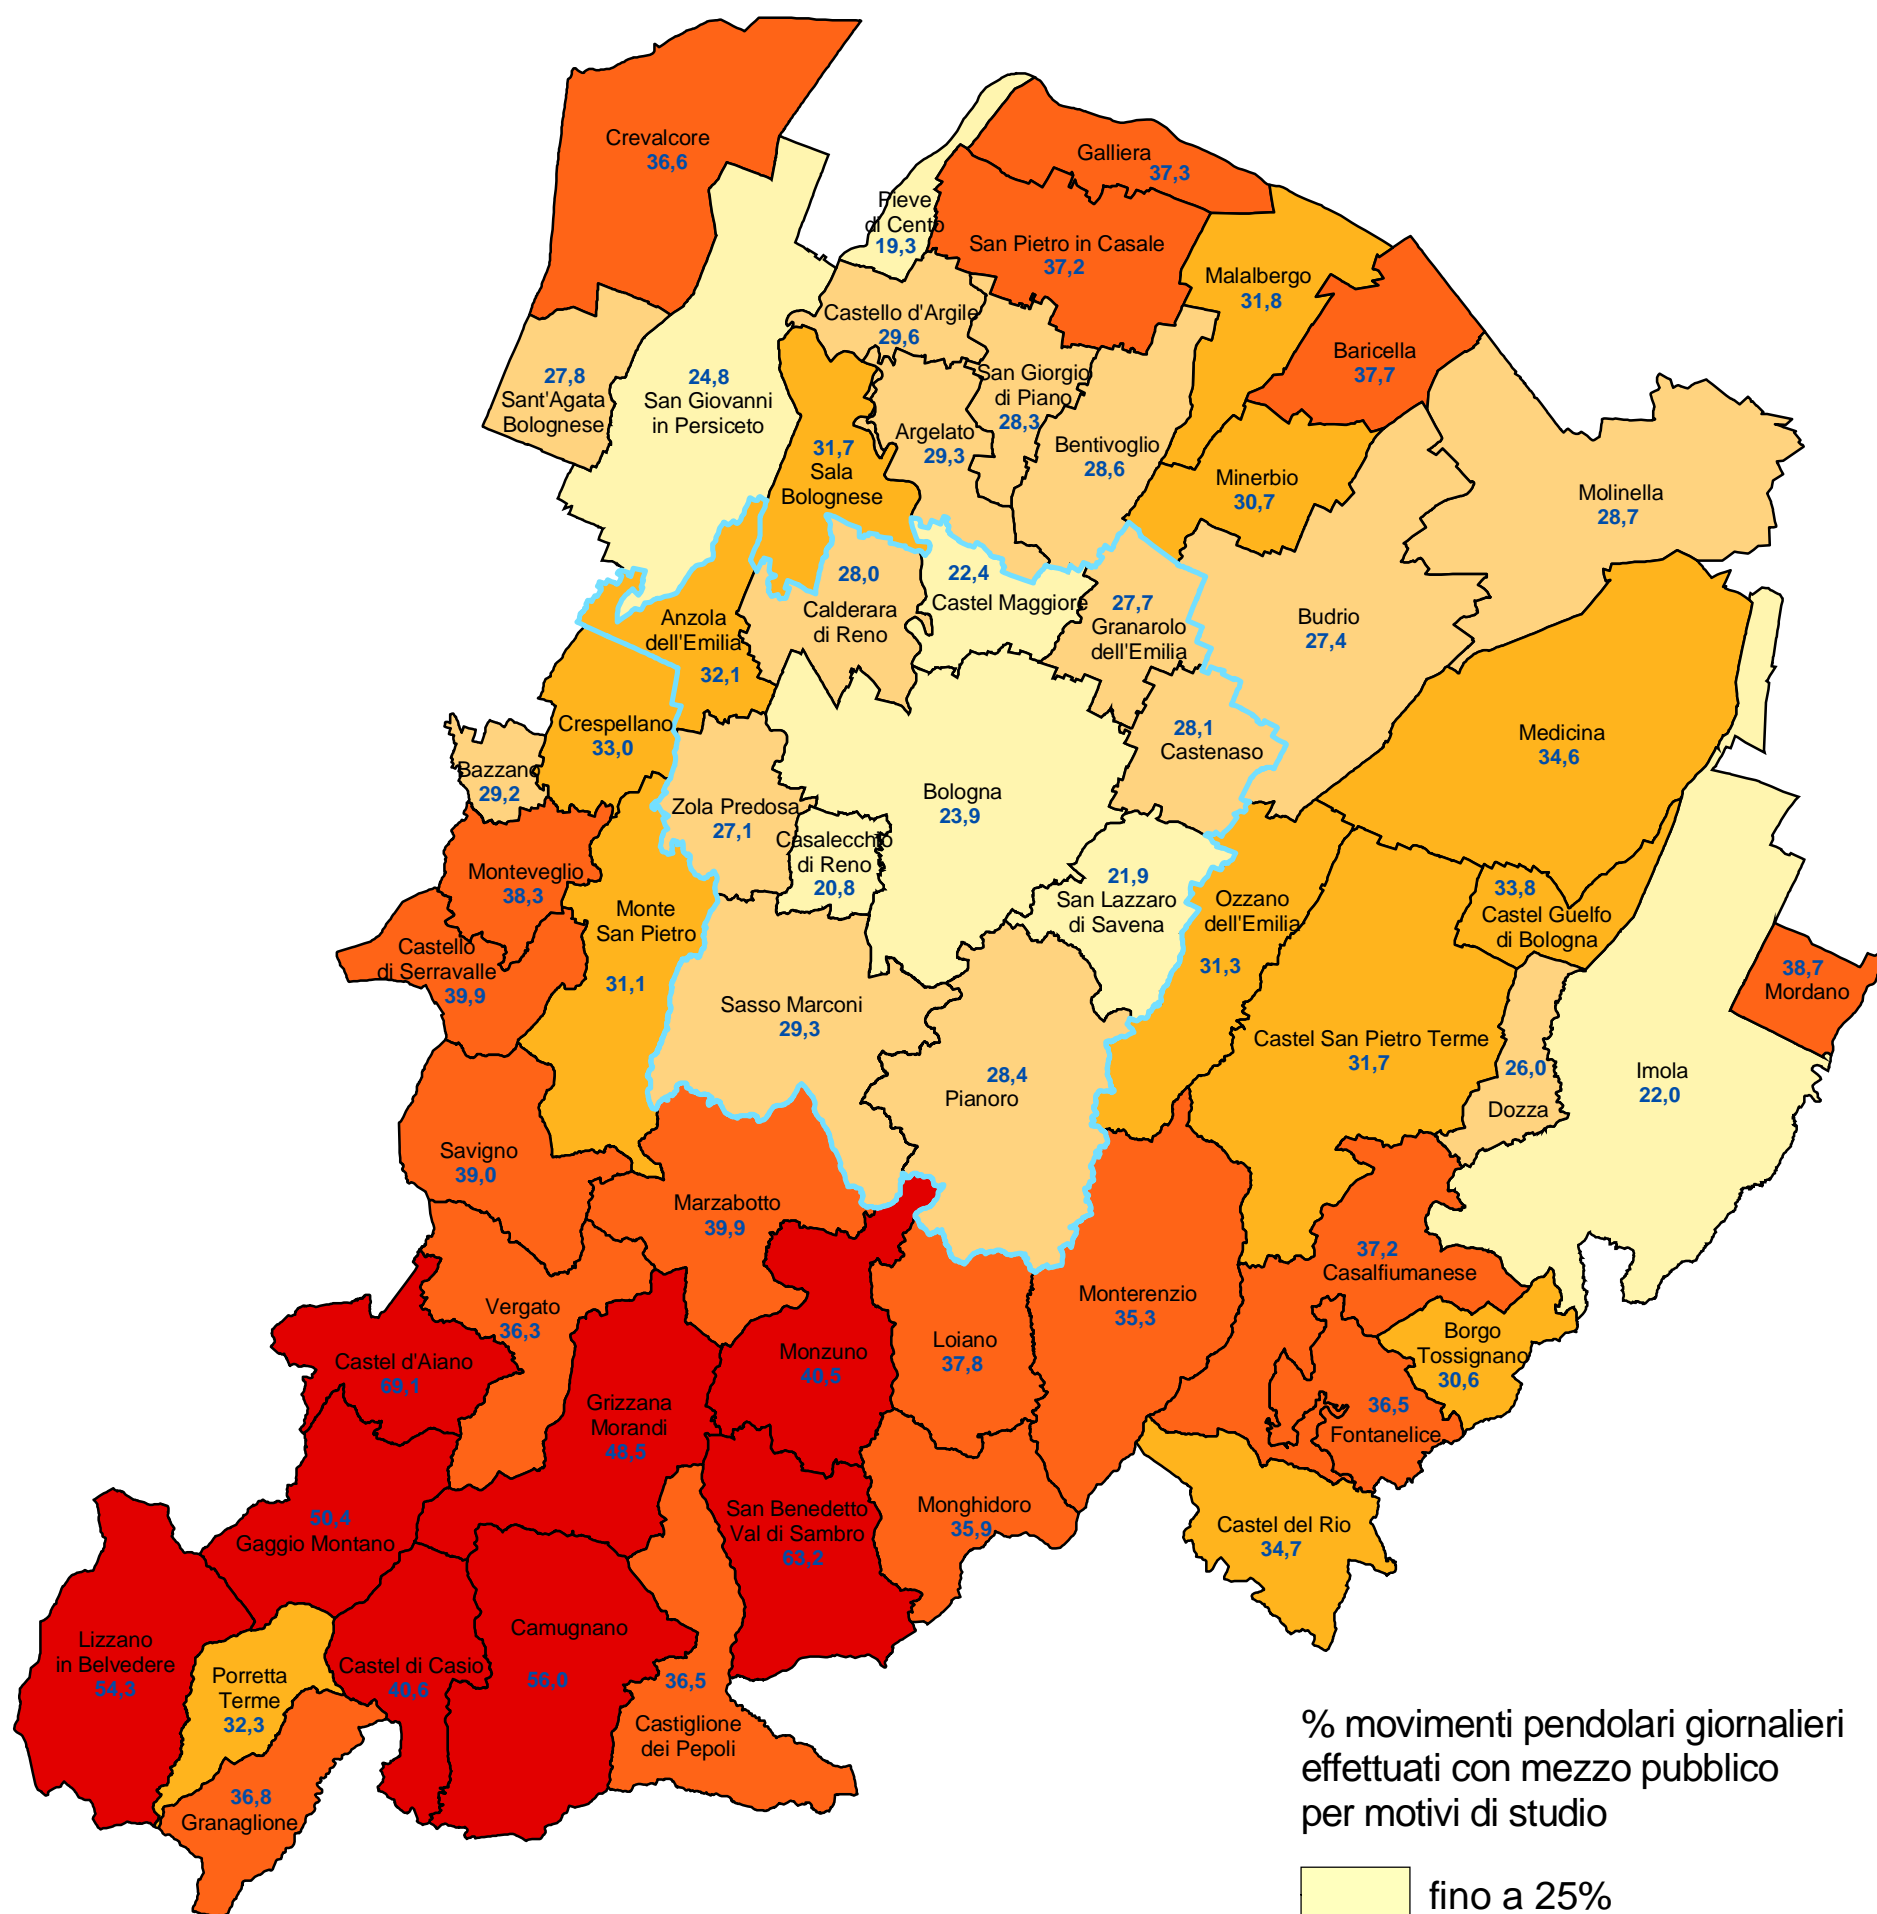 Crevalcore
36,6
Galliera
37,3
Pieve
di Cento
19,3
San Pietro in Casale
37,2
Malalbergo
31,8
Castello d'Argile
29,6
Baricella
37,7
27,8
Sant'Agata
Bolognese
24,8
San Giovanni
in Persiceto
San Giorgio
di Piano
28,3
Argelato
29,3
Bentivoglio
28,6
31,7
Sala
Bolognese
Minerbio
30,7
Molinella
28,7
28,0
Calderara
di Reno
22,4
Castel Maggiore
27,7
Granarolo
dell'Emilia
Budrio
27,4
Anzola
dell'Emilia
32,1
Crespellano
33,0
28,1
Castenaso
Medicina
34,6
Bazzano
29,2
Zola Predosa
27,1
Bologna
23,9
Casalecchio
di Reno
20,8
Monteveglio
38,3
21,9
San Lazzaro
di Savena
Ozzano
dell'Emilia
31,3
33,8
Castel Guelfo
di Bologna
Monte
San Pietro
31,1
Castello
di Serravalle
39,9
38,7
Mordano
Sasso Marconi
29,3
Castel San Pietro Terme
31,7
28,4
Pianoro
26,0
Dozza
Imola
22,0
Savigno
39,0
Marzabotto
39,9
37,2
Casalfiumanese
Vergato
36,3
Monterenzio
35,3
Castel d'Aiano
69,1
Monzuno
40,5
Loiano
37,8
Borgo
Tossignano
30,6
Grizzana
Morandi
48,5
36,5
Fontanelice
50,4
Gaggio Montano
San Benedetto
Val di Sambro
63,2
Monghidoro
35,9
Castel del Rio
34,7
Lizzano
in Belvedere
54,3
Porretta
Terme
32,3
Castel di Casio
40,6
Camugnano
56,0
36,5
Castiglione
dei Pepoli
36,8
Granaglione
% movimenti pendolari giornalieri
effettuati con mezzo pubblico
per motivi di studio
fino a 25%